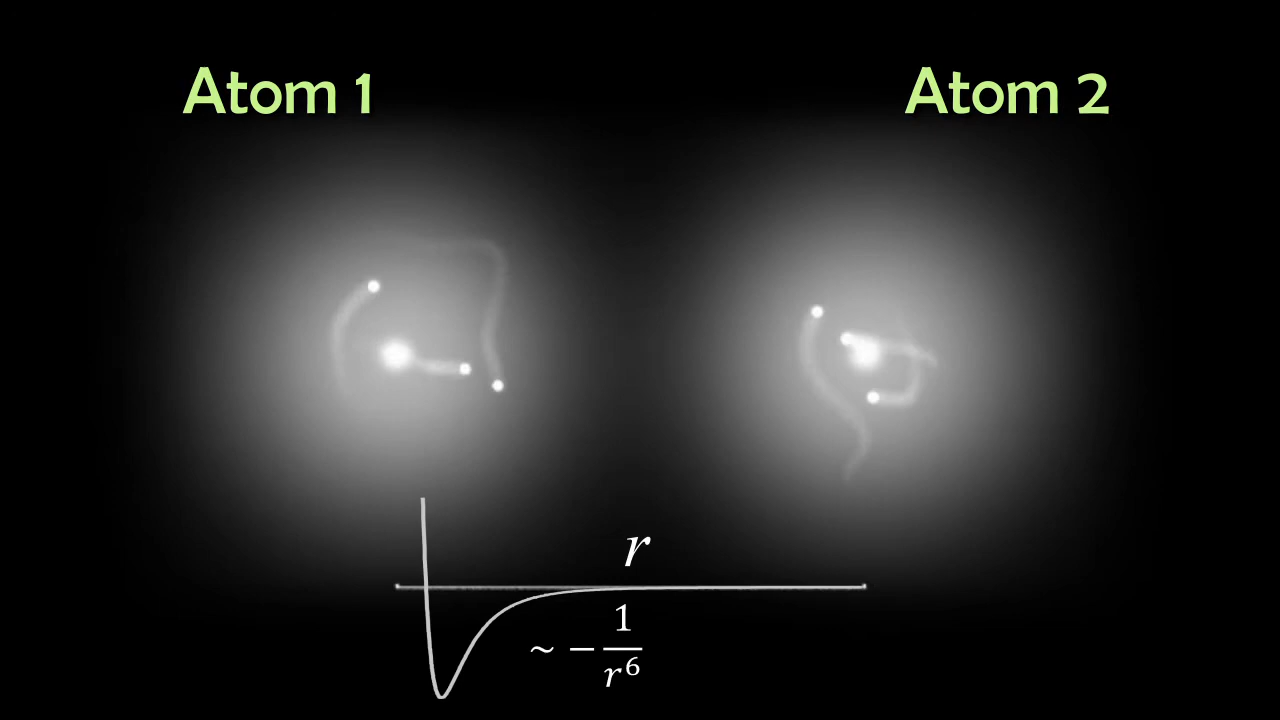 Atom 1
Atom 2
r
~ − 1/r⁶